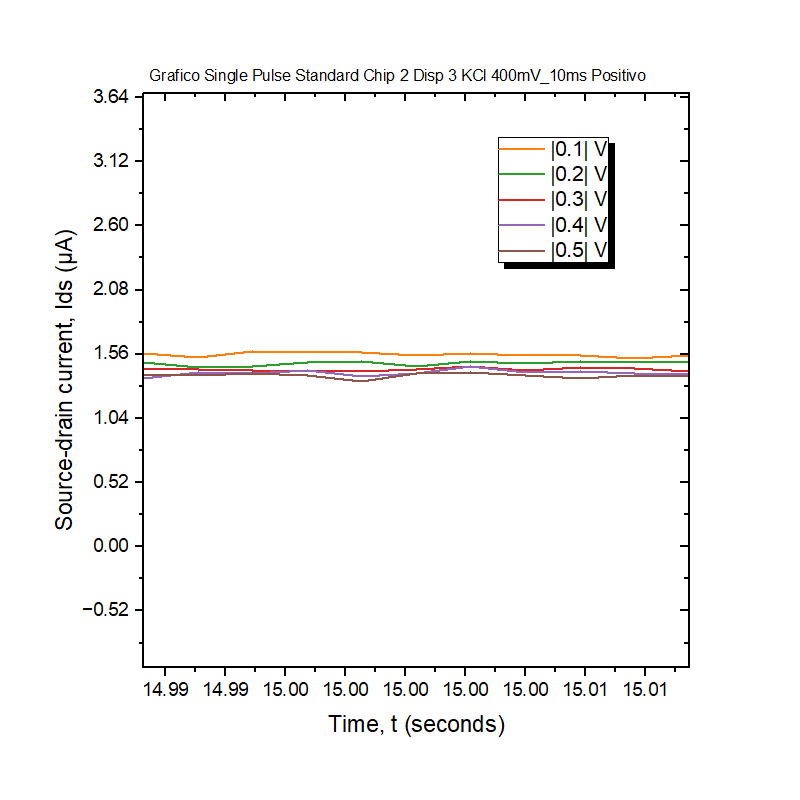 Grafico Single Pulse Standard Chip 2 Disp 3 KCl 400mV_10ms Positivo
3.64
3.12
2.60
2.08
1.56
1.04
0.52
0.00
−0.52
Source-drain current, Ids (μA)
|0.1| V
|0.2| V
|0.3| V
|0.4| V
|0.5| V
14.99 14.99 15.00 15.00 15.00 15.00 15.00 15.01 15.01
Time, t (seconds)